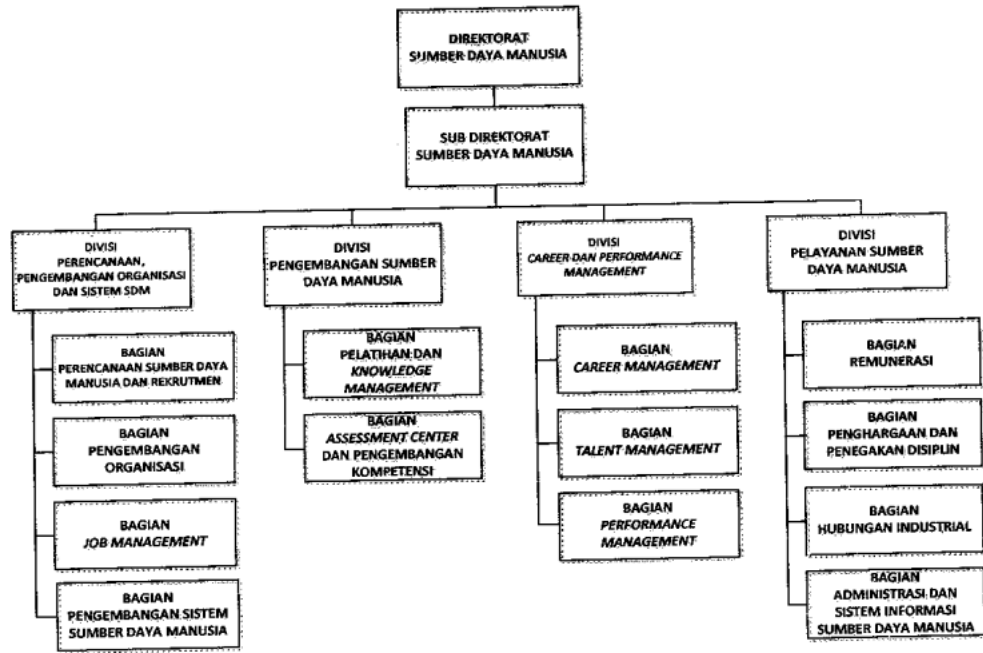 DIREKTORAT
SUMBER DAYA MANUSIA
SUB DIREKTORAT
SUMBER DAYA MANUSIA
DIVISI
PERENCANAAN,
PENGEMBANGAN ORGANISASI
DAN SISTEM SDM
BAGIAN
PERENCANAAN SUMBER DAYA
MANUSIA DAN REKRUTMEN
BAGIAN
PENGEMBANGAN
ORGANISASI
BAGIAN
JOB MANAGEMENT
BAGIAN
PENGEMBANGAN SISTEM
SUMBER DAYA MANUSIA
DIVISI
PENGEMBANGAN SUMBER
DAYA MANUSIA
BAGIAN
PELATIHAN DAN
KNOWLEDGE
MANAGEMENT
BAGIAN
ASSESSMENT CENTER
DAN PENGEMBANGAN
KOMPETENSI
DIVISI
CAREER DAN PERFORMANCE
MANAGEMENT
BAGIAN
CAREER MANAGEMENT
BAGIAN
TALENT MANAGEMENT
BAGIAN
PERFORMANCE
MANAGEMENT
DIVISI
PELAYANAN SUMBER
DAYA MANUSIA
BAGIAN
REMUNERASI
BAGIAN
PENGHARGAAN DAN
PENEGAKAN DISIPLIN
BAGIAN
HUBUNGAN INDUSTRIAL
BAGIAN
ADMINISTRASI DAN
SISTEM INFORMASI
SUMBER DAYA MANUSIA